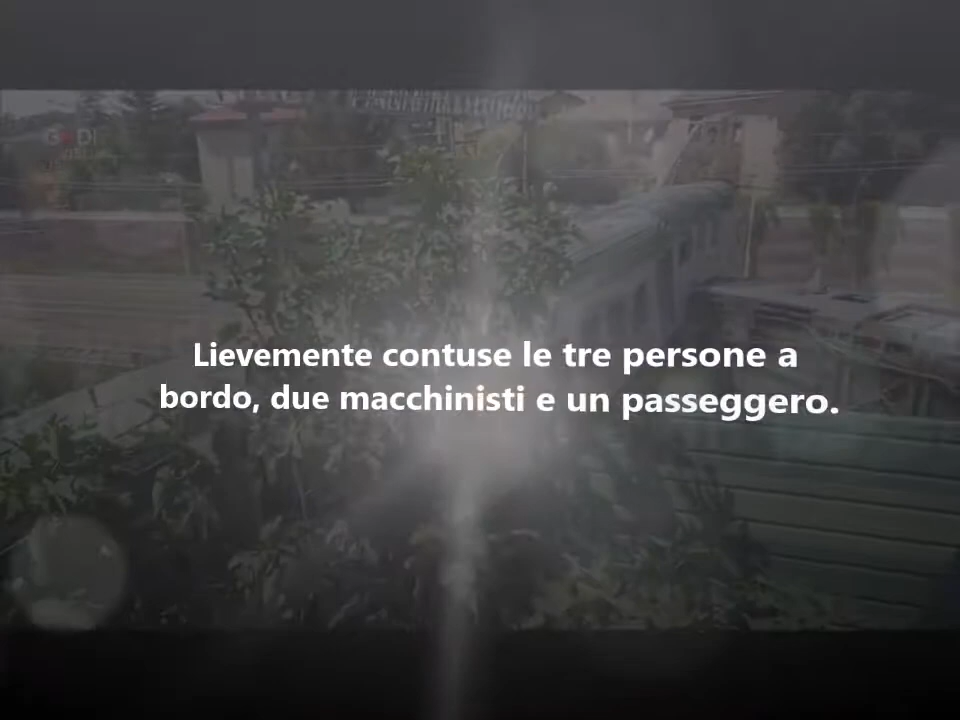 Lievemente contuse le tre persone a
bordo, due macchinisti e un passeggero.